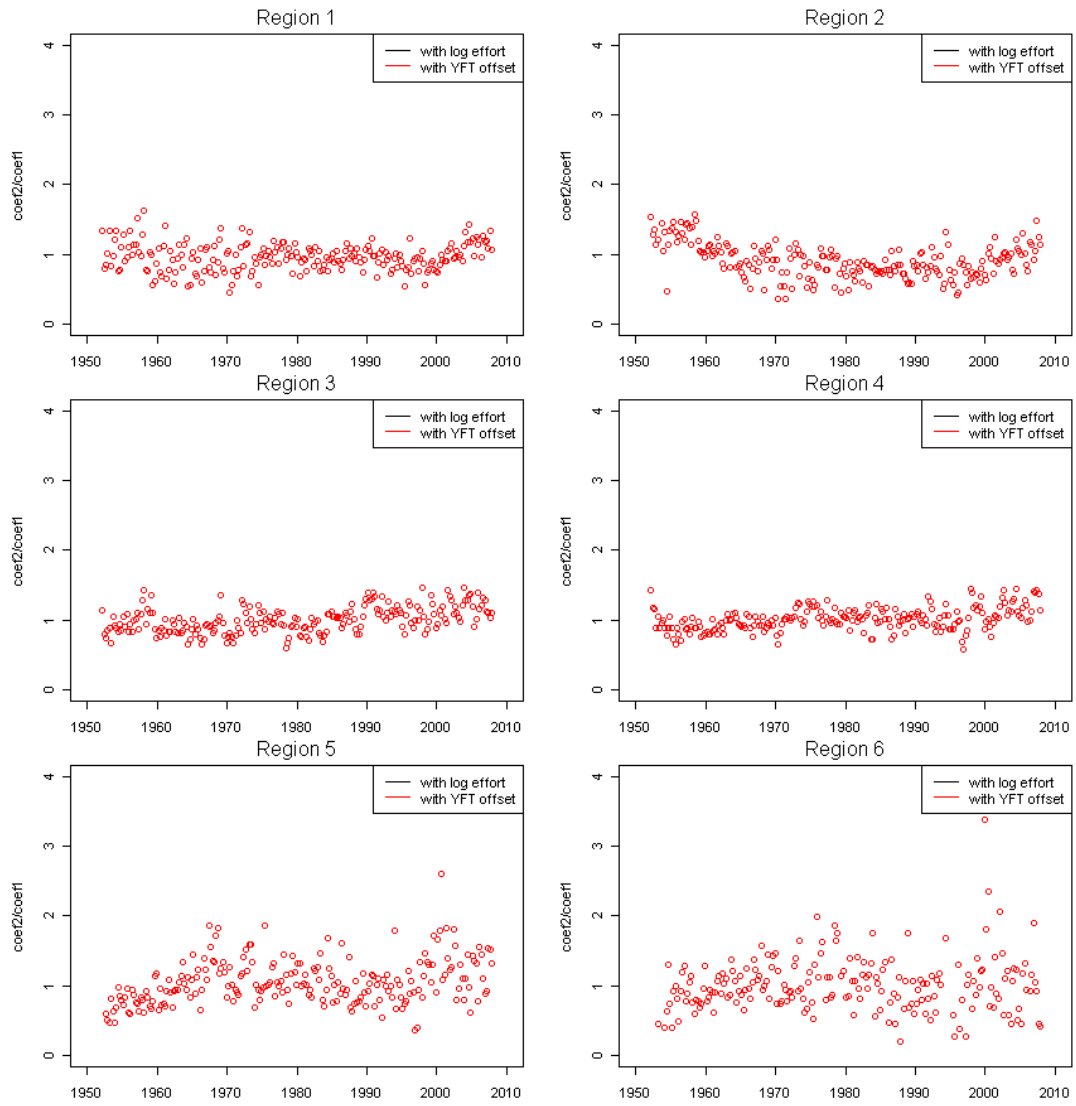 Region 1
4
3
2
1
0
coef2/coef1
with log effort
with YFT offset
1950 1960 1970 1980 1990 2000 2010
Region 2
4
3
2
1
0
coef2/coef1
with log effort
with YFT offset
1950 1960 1970 1980 1990 2000 2010
Region 3
4
3
2
1
0
coef2/coef1
with log effort
with YFT offset
1950 1960 1970 1980 1990 2000 2010
Region 4
4
3
2
1
0
coef2/coef1
with log effort
with YFT offset
1950 1960 1970 1980 1990 2000 2010
Region 5
4
3
2
1
0
coef2/coef1
with log effort
with YFT offset
1950 1960 1970 1980 1990 2000 2010
Region 6
4
3
2
1
0
coef2/coef1
with log effort
with YFT offset
1950 1960 1970 1980 1990 2000 2010